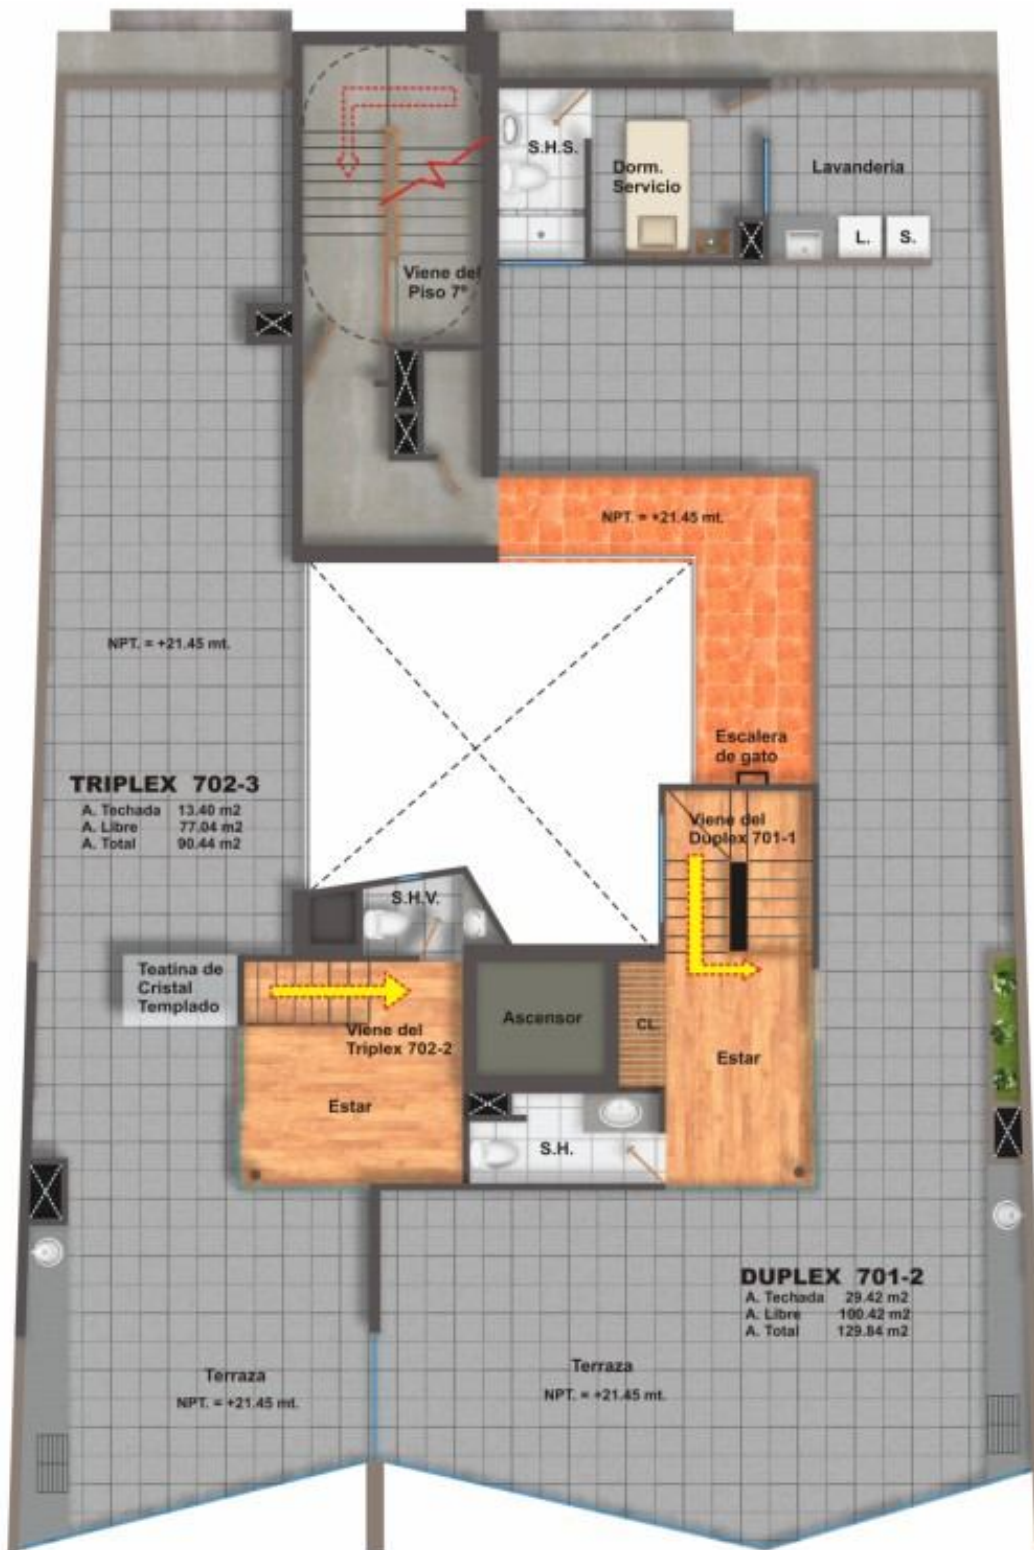 S.H.S.
Dorm.
Servicio
Lavanderia
L.
S.
Viene del
Piso 7º
NPT. = +21.45 mt.
NPT. = +21.45 mt.
Escalera
de gato
TRIPLEX 702-3
A. Techada 13.40 m2
A. Libre 77.04 m2
A. Total 90.44 m2
Viene del
Duplex 701-1
S.H.V.
Teatina de
Cristal
Templado
Ascensor
CL.
Viene del
Triplex 702-2
Estar
Estar
S.H.
DUPLEX 701-2
A. Techada 29.42 m2
A. Libre 100.42 m2
A. Total 129.84 m2
Terraza
NPT. = +21.45 mt.
Terraza
NPT. = +21.45 mt.